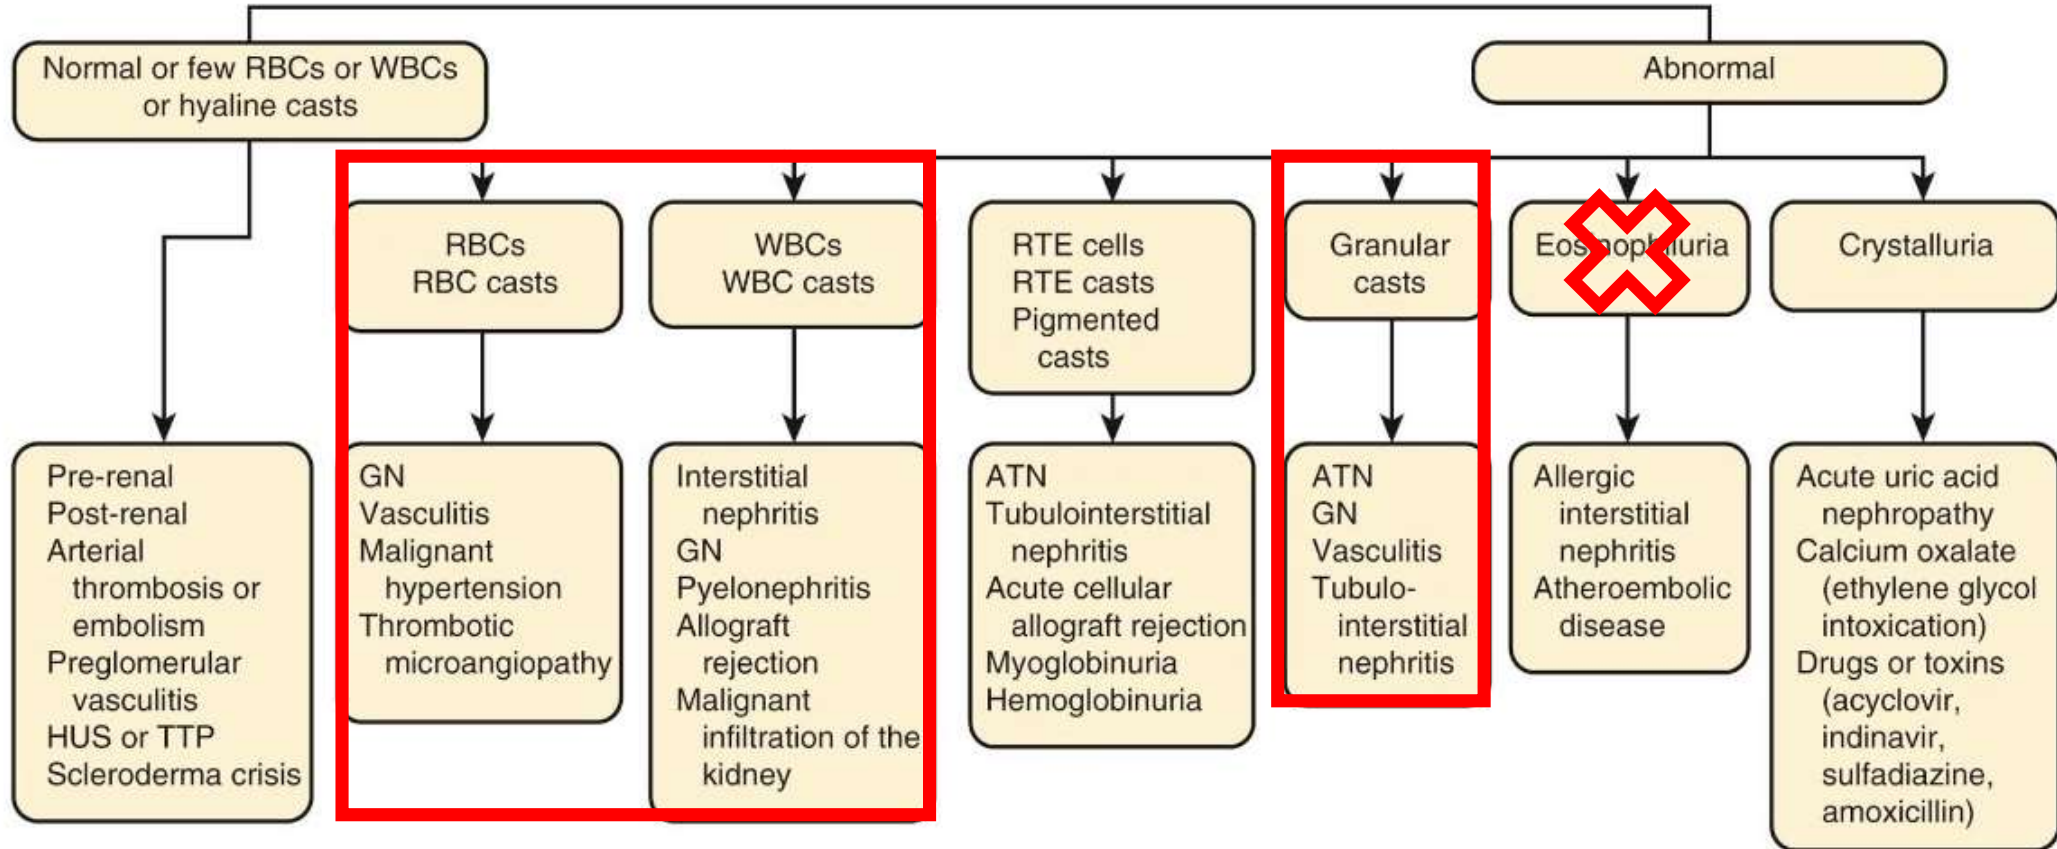 Normal or few RBCs or WBCs
or hyaline casts
Abnormal
RBCs
RBC casts
WBCs
WBC casts
RTE cells
RTE casts
Pigmented
casts
Granular
casts
Eosinophiluria
Crystalluria
Pre-renal
Post-renal
Arterial
thrombosis or
embolism
Preglomerular
vasculitis
HUS or TTP
Scleroderma crisis
GN
Vasculitis
Malignant
hypertension
Thrombotic
microangiopathy
Interstitial
nephritis
GN
Pyelonephritis
Allograft
rejection
Malignant
infiltration of the
kidney
ATN
Tubulointerstitial
nephritis
Acute cellular
allograft rejection
Myoglobinuria
Hemoglobinuria
ATN
GN
Vasculitis
Tubulo-
interstitial
nephritis
Allergic
interstitial
nephritis
Atheroembolic
disease
Acute uric acid
nephropathy
Calcium oxalate
(ethylene glycol
intoxication)
Drugs or toxins
(acyclovir,
indinavir,
sulfadiazine,
amoxicillin)